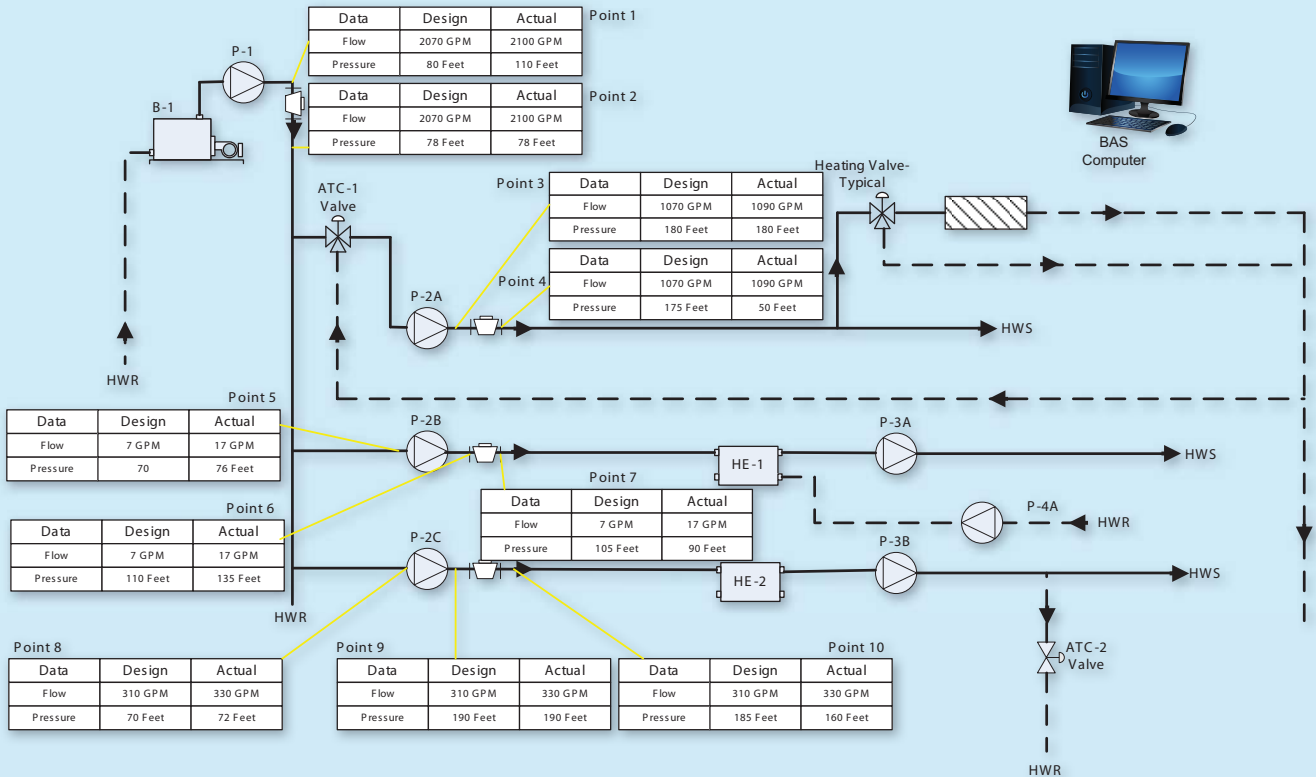 Point 1
Data Design Actual
Flow 2070 GPM 2100 GPM
Pressure 80 Feet 110 Feet
P-1
B-1
Point 2
Data Design Actual
Flow 2070 GPM 2100 GPM
Pressure 78 Feet 78 Feet
BAS
Computer
ATC-1
Valve
Point 3
Data Design Actual
Flow 1070 GPM 1090 GPM
Pressure 180 Feet 180 Feet
Heating Valve-
Typical
Point 4
Data Design Actual
Flow 1070 GPM 1090 GPM
Pressure 175 Feet 50 Feet
P-2A
HWS
HWR
Point 5
Data Design Actual
Flow 7 GPM 17 GPM
Pressure 70 76 Feet
P-2B
HE-1
P-3A
HWS
Point 6
Data Design Actual
Flow 7 GPM 17 GPM
Pressure 110 Feet 135 Feet
Point 7
Data Design Actual
Flow 7 GPM 17 GPM
Pressure 105 Feet 90 Feet
P-4A
HWR
P-2C
HE-2
P-3B
HWS
HWR
Point 8
Data Design Actual
Flow 310 GPM 330 GPM
Pressure 70 Feet 72 Feet
Point 9
Data Design Actual
Flow 310 GPM 330 GPM
Pressure 190 Feet 190 Feet
Point 10
Data Design Actual
Flow 310 GPM 330 GPM
Pressure 185 Feet 160 Feet
ATC-2
Valve
HWR